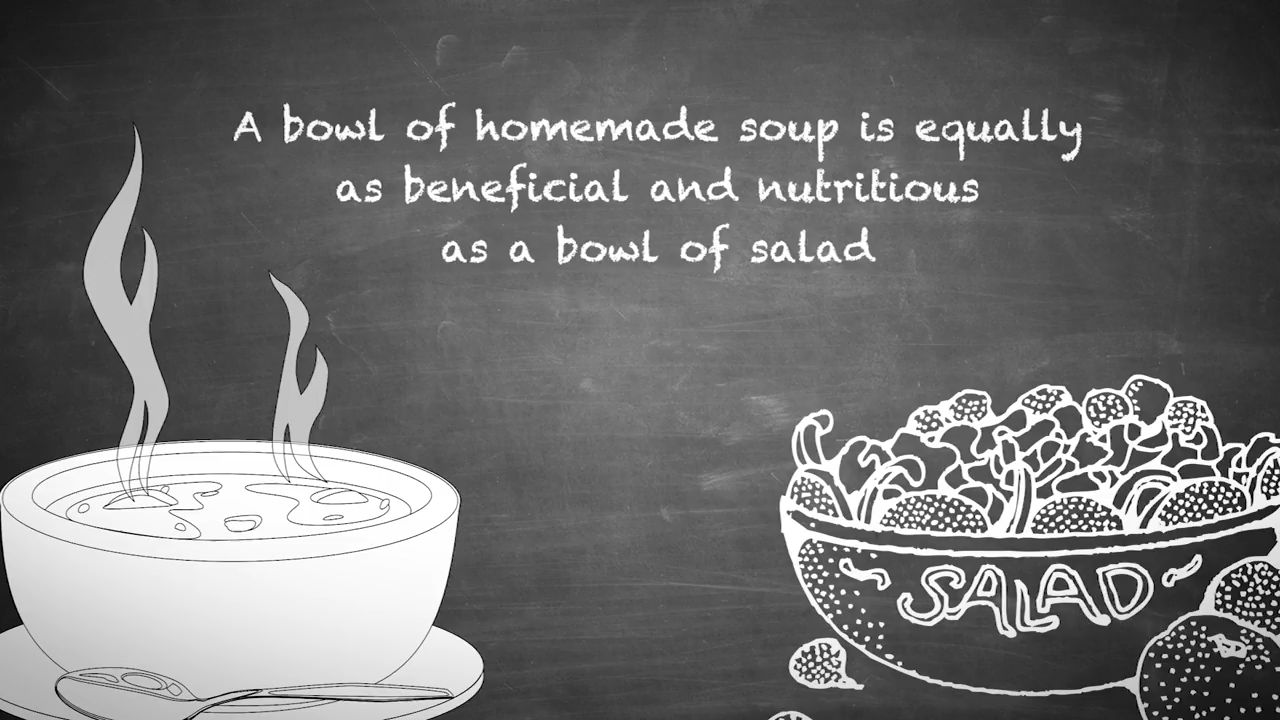 A bowl of homemade soup is equally
as beneficial and nutritious
as a bowl of salad
SALAD